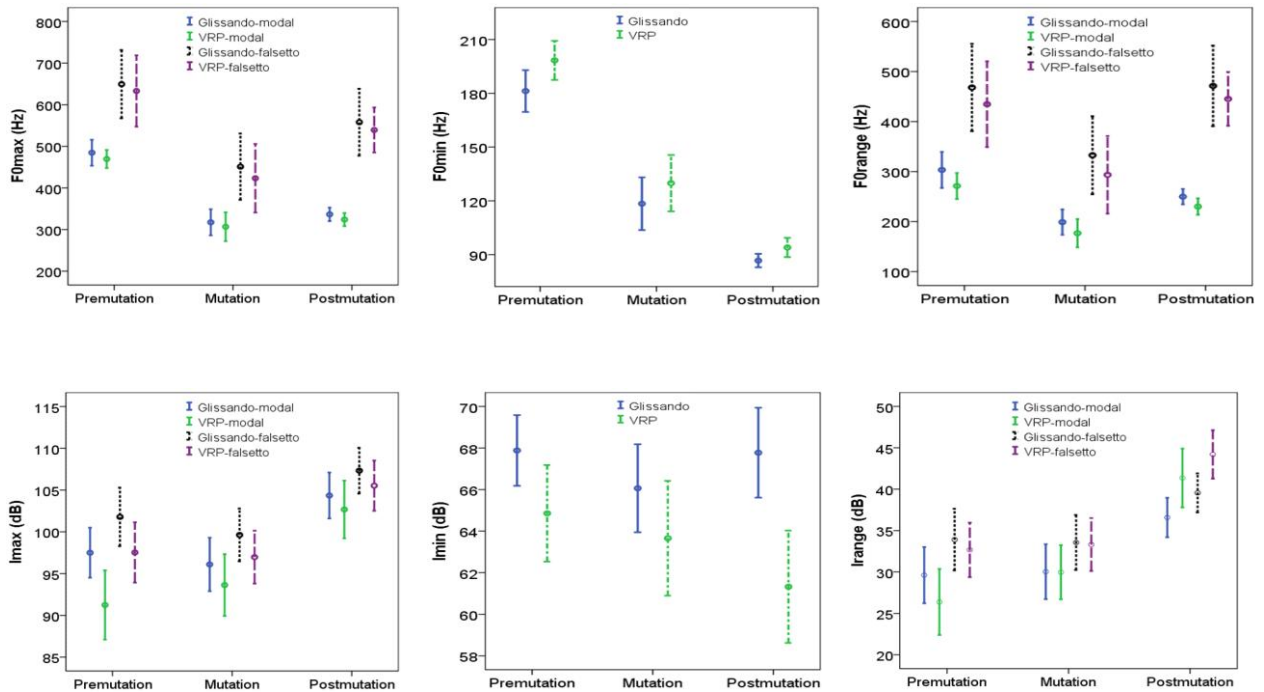 F0max (Hz)
800
700
600
500
400
300
200
Glissando-modal
VRP-modal
Glissando-falsetto
VRP-falsetto
Premutation Mutation Postmutation
F0min (Hz)
210
180
150
120
90
Glissando
VRP
Premutation Mutation Postmutation
F0range (Hz)
600
500
400
300
200
100
Glissando-modal
VRP-modal
Glissando-falsetto
VRP-falsetto
Premutation Mutation Postmutation
Imax (dB)
115
110
105
100
95
90
85
Glissando-modal
VRP-modal
Glissando-falsetto
VRP-falsetto
Premutation Mutation Postmutation
Imin (dB)
70
68
66
64
62
60
58
Glissando
VRP
Premutation Mutation Postmutation
Irange (dB)
50
45
40
35
30
25
20
Glissando-modal
VRP-modal
Glissando-falsetto
VRP-falsetto
Premutation Mutation Postmutation